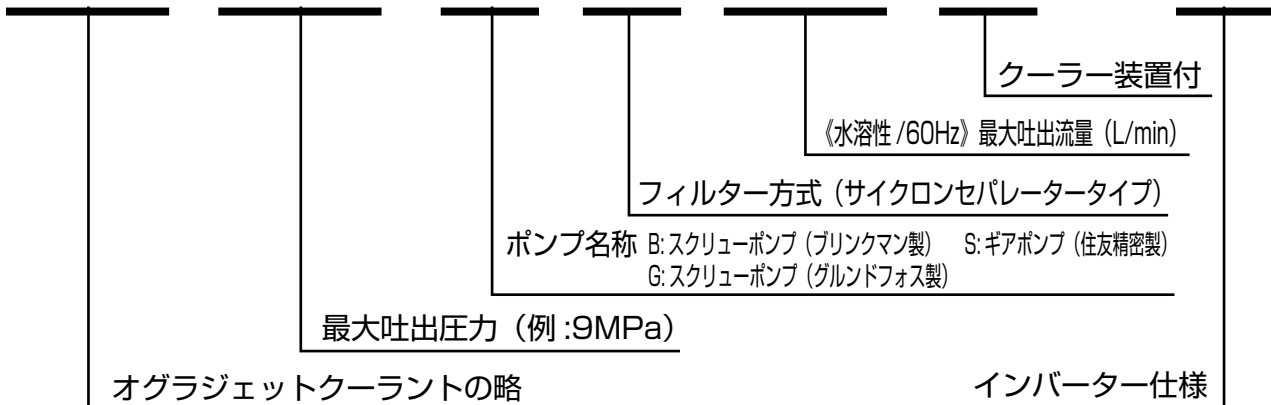 クーラー装置付
《水溶性/60Hz》最大吐出流量（L/min）
フィルター方式（サイクロンセパレータータイプ）
ポンプ名称 B:スクリューポンプ（ブリンクマン製） S:ギアポンプ（住友精密製）
G:スクリューポンプ（グルンドフォス製）
最大吐出圧力（例:9MPa）
オグラジェットクーラントの略 インバーター仕様